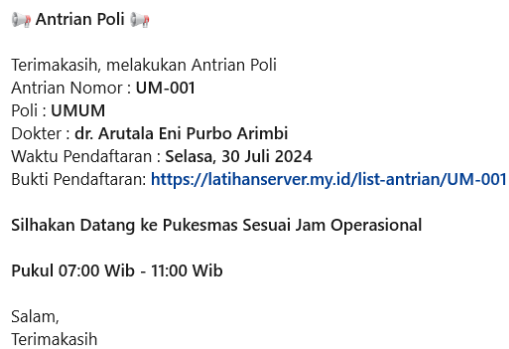 📢 Antrian Poli 📢
Terimakasih, melakukan Antrian Poli
Antrian Nomor : UM-001
Poli : UMUM
Dokter : dr. Arutala Eni Purbo Arimbi
Waktu Pendaftaran : Selasa, 30 Juli 2024
Bukti Pendaftaran: https://latihanserver.my.id/list-antrian/UM-001
Silhakan Datang ke Pukesmas Sesuai Jam Operasional
Pukul 07:00 Wib - 11:00 Wib
Salam,
Terimakasih